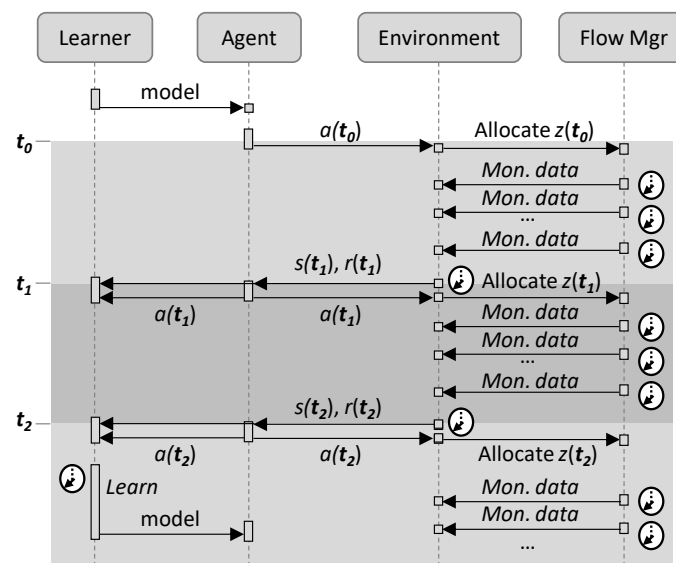 Learner Agent Environment Flow Mgr
model
t0 a(t0) Allocate z(t0)
Mon. data
Mon. data
...
Mon. data
s(t1), r(t1)
t1 Allocate z(t1)
a(t1) a(t1)
Mon. data
Mon. data
...
Mon. data
s(t2), r(t2)
t2
a(t2) a(t2) Allocate z(t2)
Learn Mon. data
model Mon. data
...